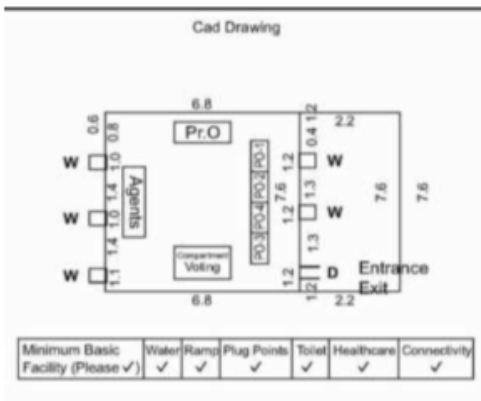 Cad Drawing
6.8
1.2
2.2
0.6
0.8
Pr.O
0.4
W
1.0
PO-1
1.2
W
Agents
1.4
PO-2
7.6
1.3
7.6
7.6
W
1.0
PO-4
1.2
W
1.4
PO-3
1.3
Compartment
Voting
W
1.1
1.2
D
Entrance
Exit
6.8
1.2
2.2
Minimum Basic Facility (Please ✓)
Water
Ramp
Plug Points
Toilet
Healthcare
Connectivity
✓ ✓ ✓ ✓ ✓ ✓